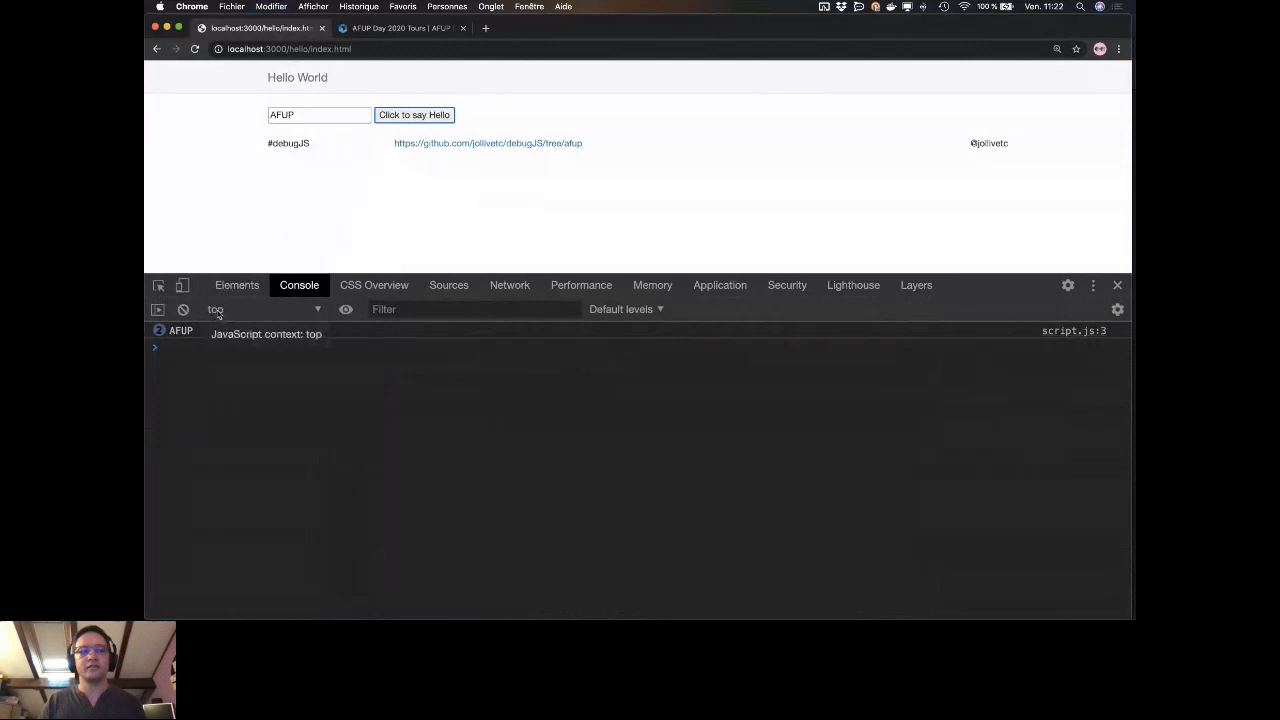 Chrome Fichier Modifier Afficher Historique Favoris Personnes Onglet Fenêtre Aide 100 % Ven. 11:22
localhost:3000/hello/index.htm AFUP Day 2020 Tours | AFUP
localhost:3000/hello/index.html
Hello World
AFUP Click to say Hello
#debugJS https://github.com/jollivetc/debugJS/tree/afup @jollivetc
Elements Console CSS Overview Sources Network Performance Memory Application Security Lighthouse Layers
top Filter Default levels
2 AFUP script.js:3
JavaScript context: top